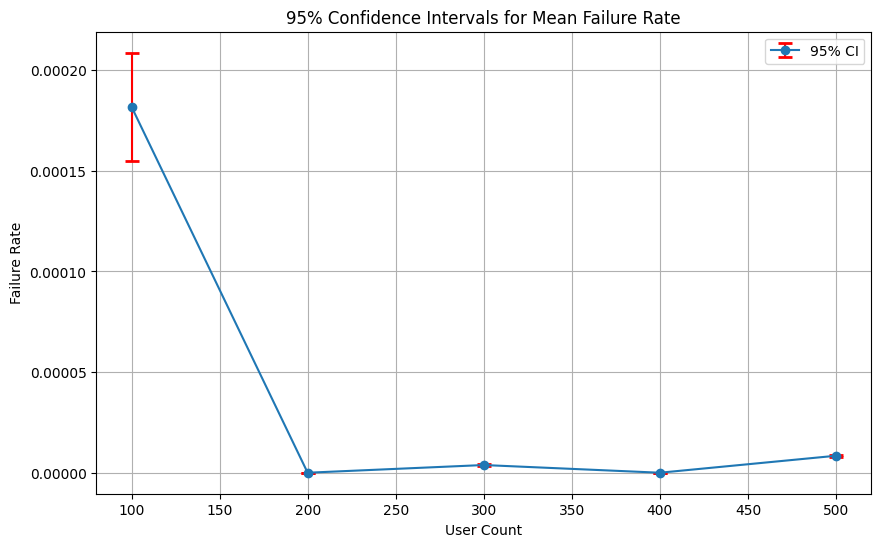 95% Confidence Intervals for Mean Failure Rate
95% CI
Failure Rate
0.00020
0.00015
0.00010
0.00005
0.00000
100 150 200 250 300 350 400 450 500
User Count